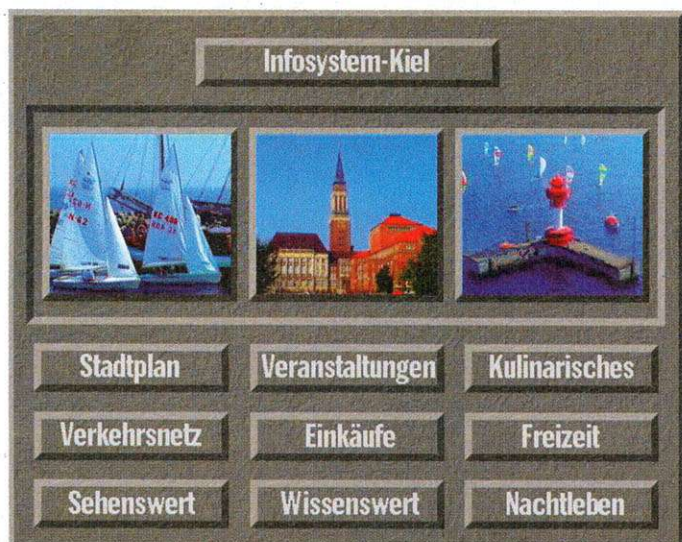 Infosystem-Kiel
Stadtplan Veranstaltungen Kulinarisches
Verkehrsnetz Einkäufe Freizeit
Sehenswert Wissenswert Nachtleben